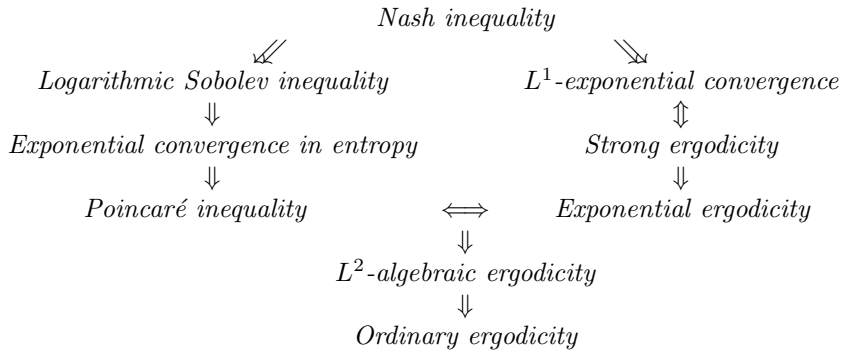 Nash inequality
⇙ ⇘
Logarithmic Sobolev inequality L¹-exponential convergence
⇓ ⇕
Exponential convergence in entropy Strong ergodicity
⇓ ⇓
Poincaré inequality ⟺ Exponential ergodicity
⇓
L²-algebraic ergodicity
⇓
Ordinary ergodicity